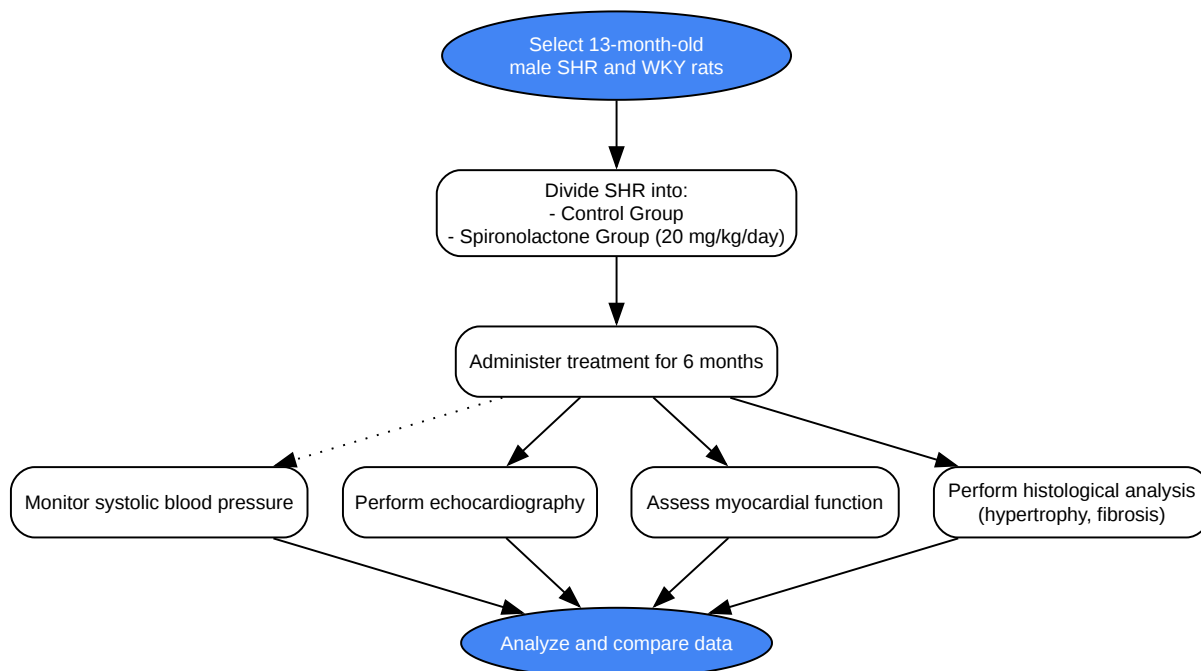 Select 13-month-old
male SHR and WKY rats
Divide SHR into:
- Control Group
- Spironolactone Group (20 mg/kg/day)
Administer treatment for 6 months
Monitor systolic blood pressure
Perform echocardiography
Assess myocardial function
Perform histological analysis
(hypertrophy, fibrosis)
Analyze and compare data